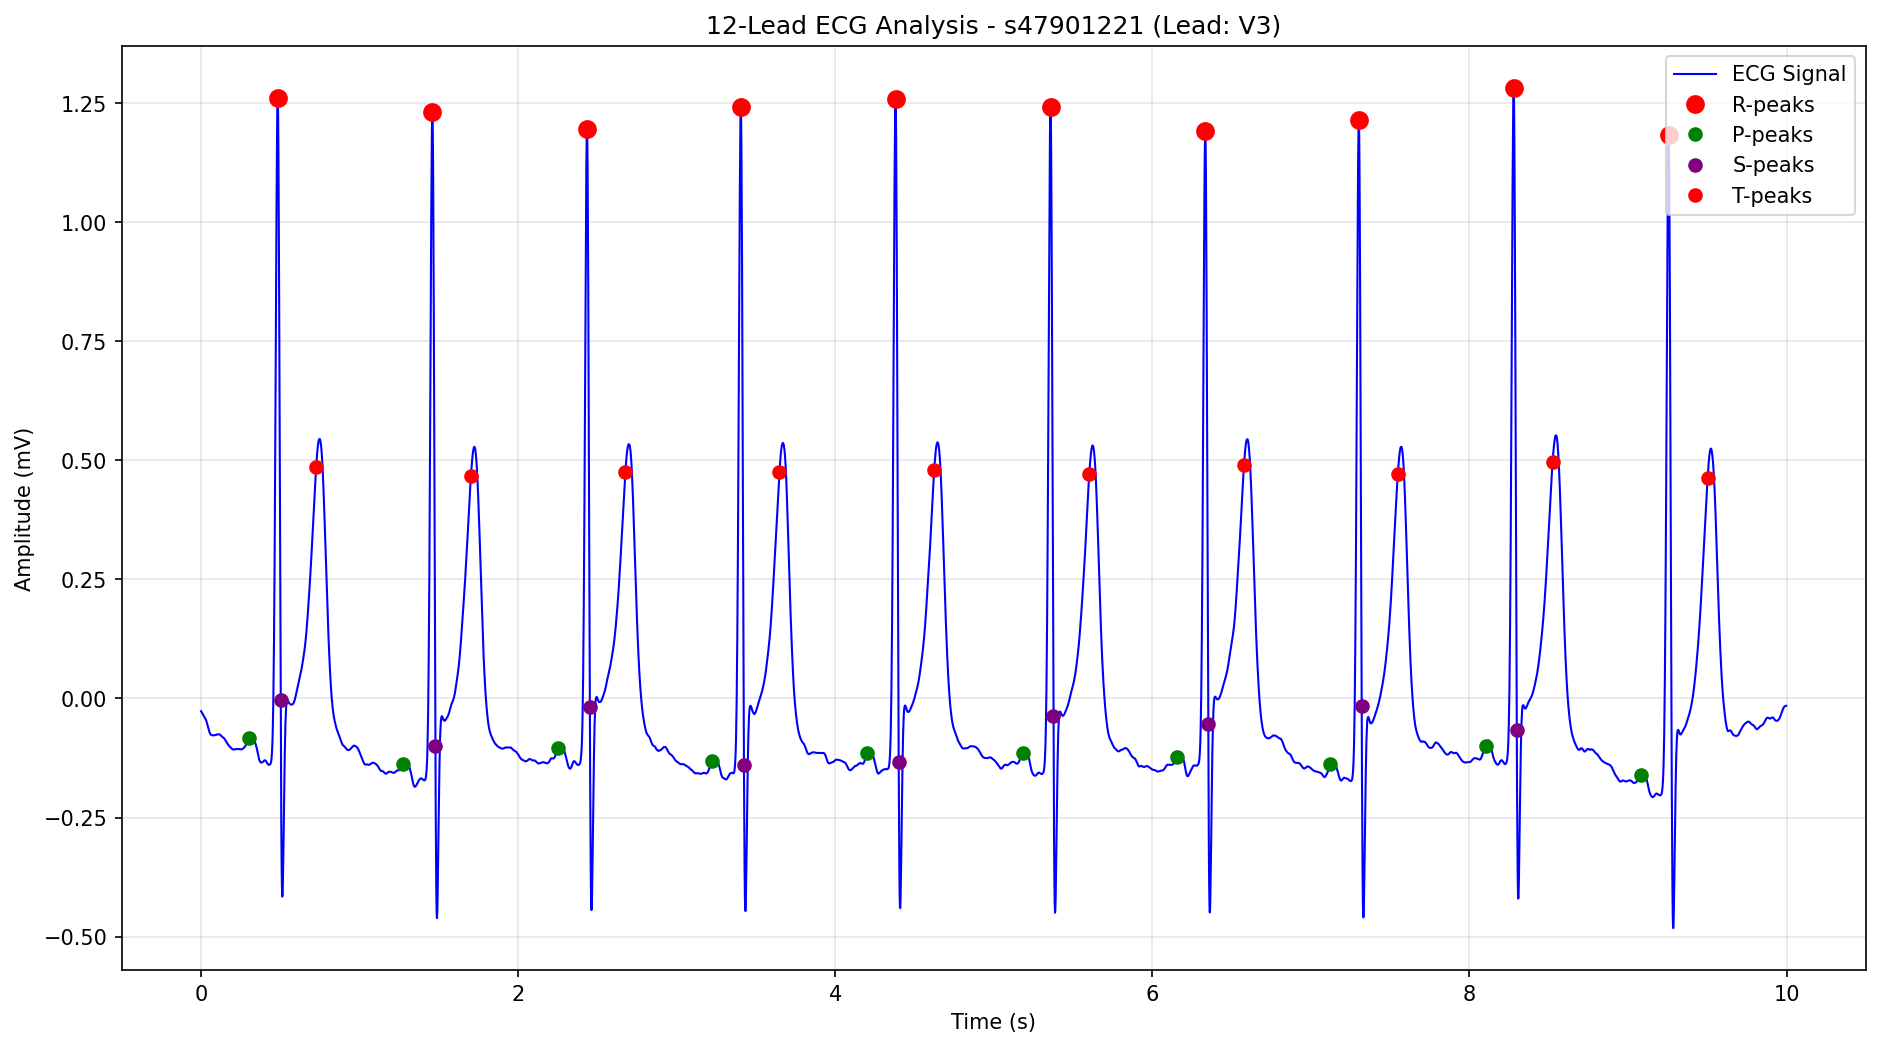 12-Lead ECG Analysis - s47901221 (Lead: V3)
ECG Signal
R-peaks
P-peaks
S-peaks
T-peaks
Amplitude (mV)
1.25
1.00
0.75
0.50
0.25
0.00
−0.25
−0.50
0 2 4 6 8 10
Time (s)